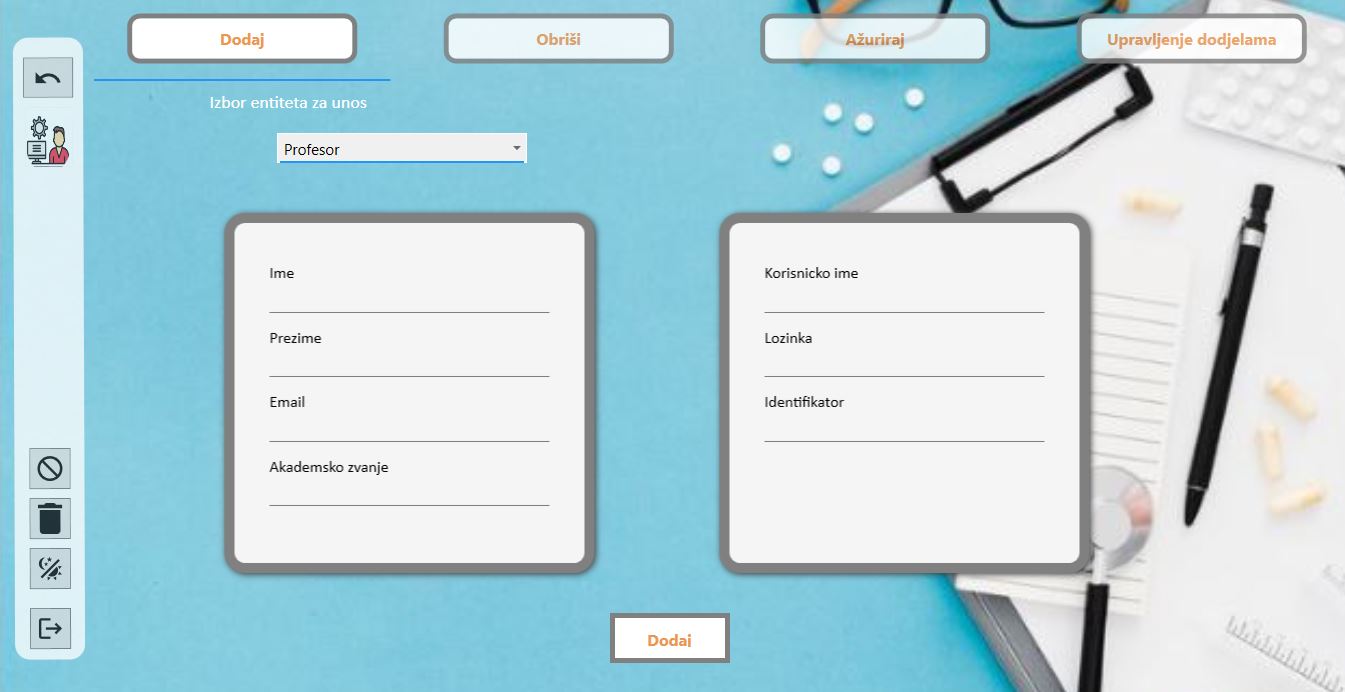 Dodaj
Obriši
Ažuriraj
Upravljenje dodjelama
Izbor entiteta za unos
Profesor
Ime
Prezime
Email
Akademsko zvanje
Korisnicko ime
Lozinka
Identifikator
Dodaj